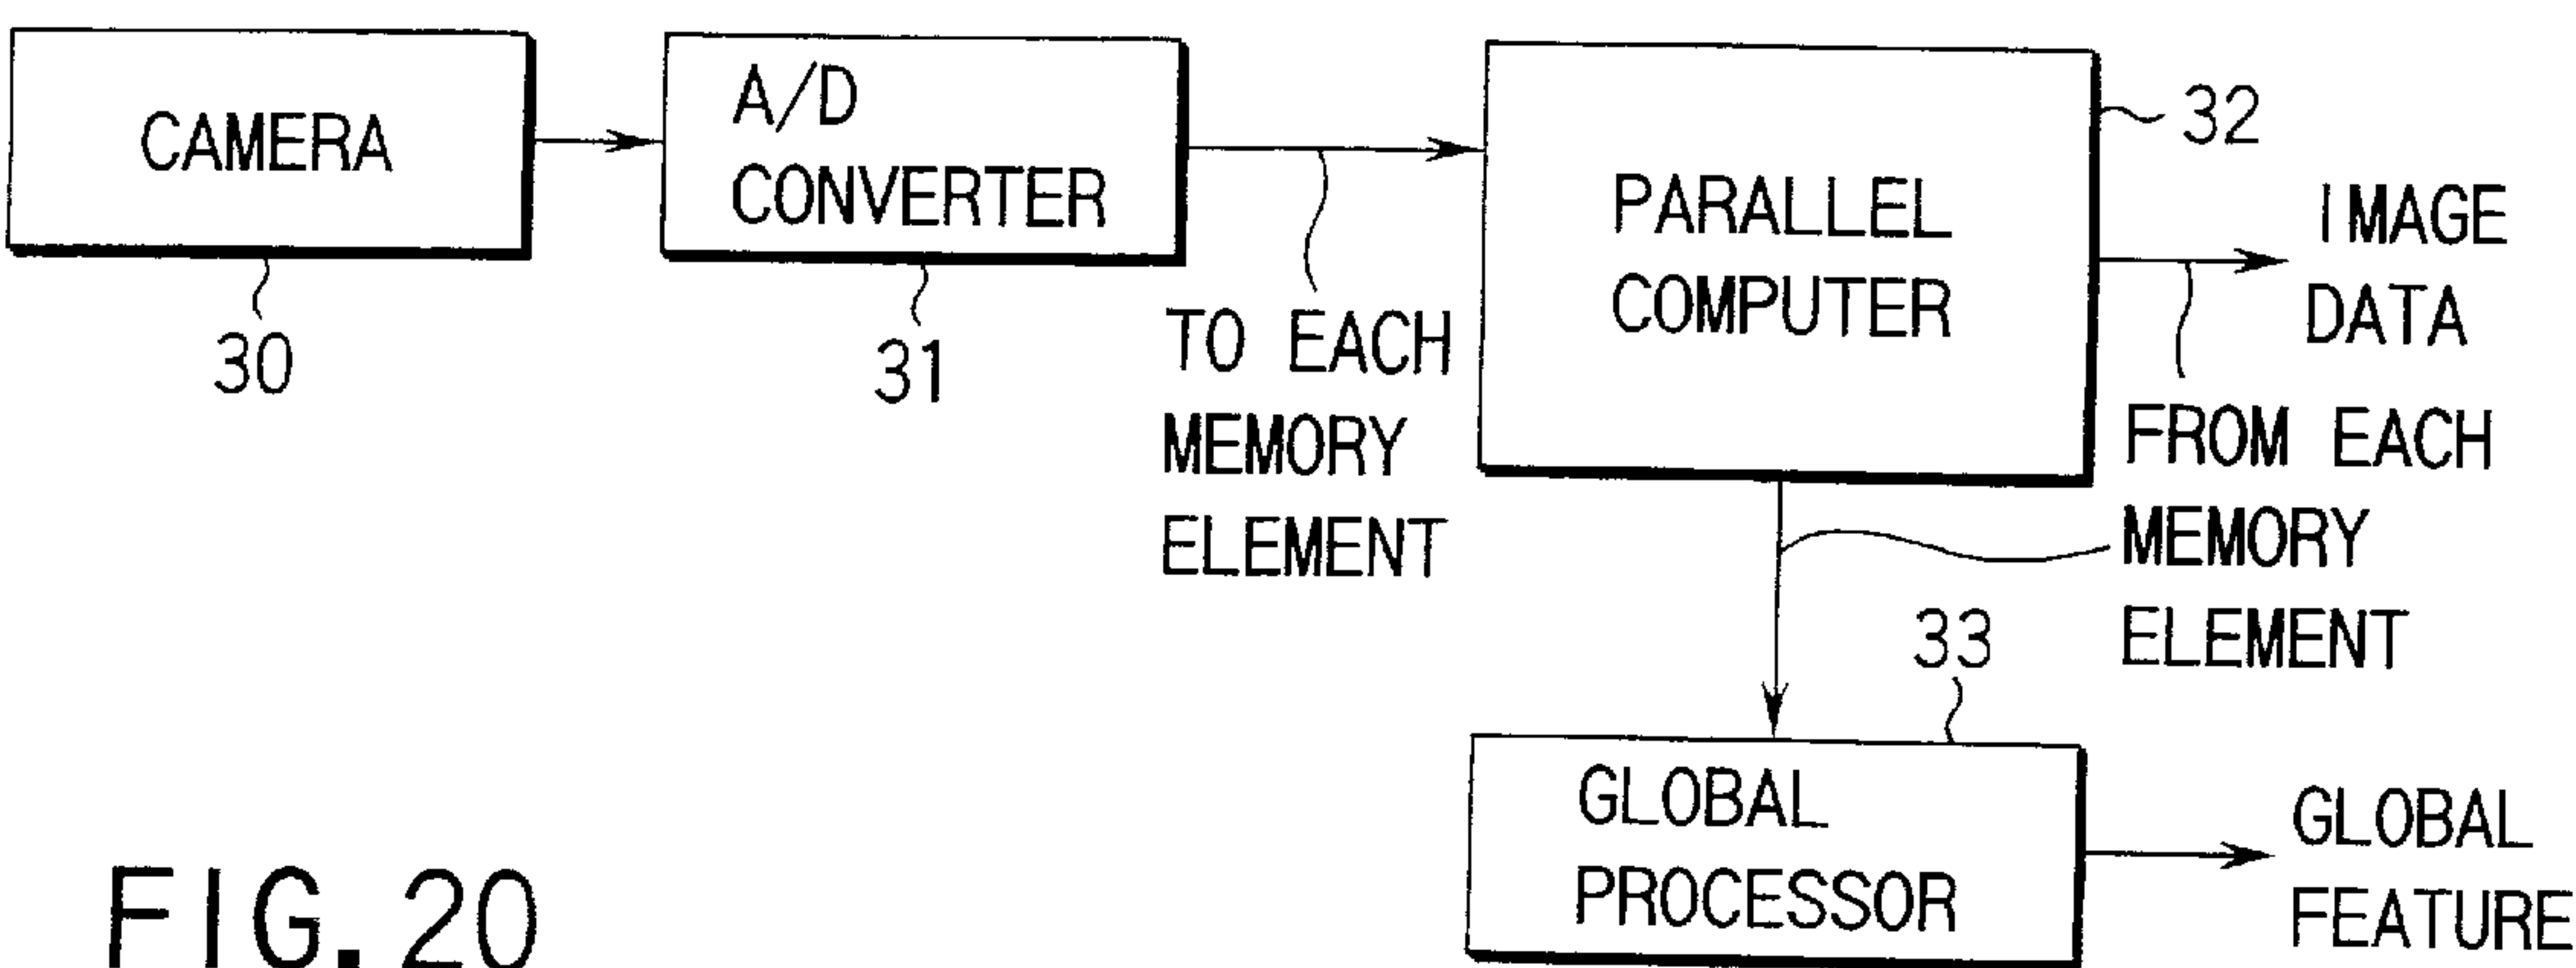 CAMERA
30
A/D
CONVERTER
31
TO EACH
MEMORY
ELEMENT
PARALLEL
COMPUTER
32
IMAGE
DATA
FROM EACH
MEMORY
ELEMENT
33
GLOBAL
PROCESSOR
GLOBAL
FEATURE
FIG. 20